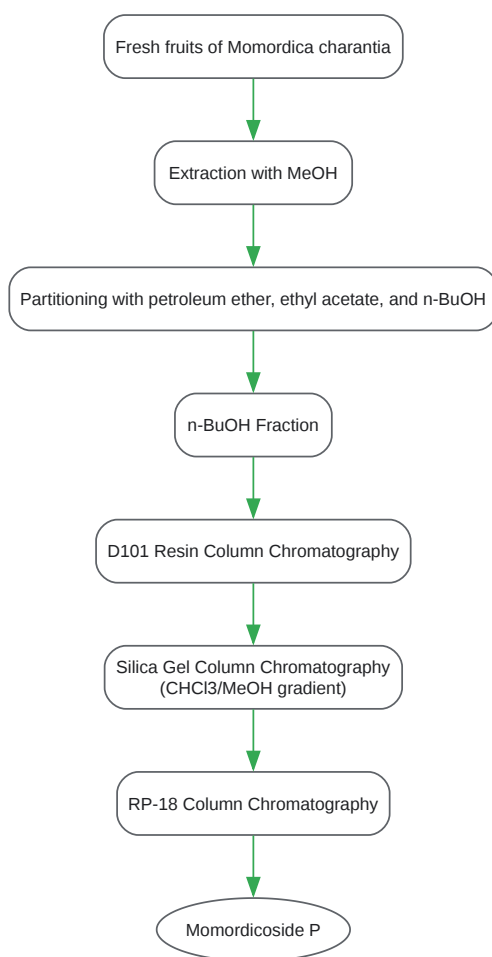 Fresh fruits of Momordica charantia
Extraction with MeOH
Partitioning with petroleum ether, ethyl acetate, and n-BuOH
n-BuOH Fraction
D101 Resin Column Chromatography
Silica Gel Column Chromatography
(CHCl3/MeOH gradient)
RP-18 Column Chromatography
Momordicoside P